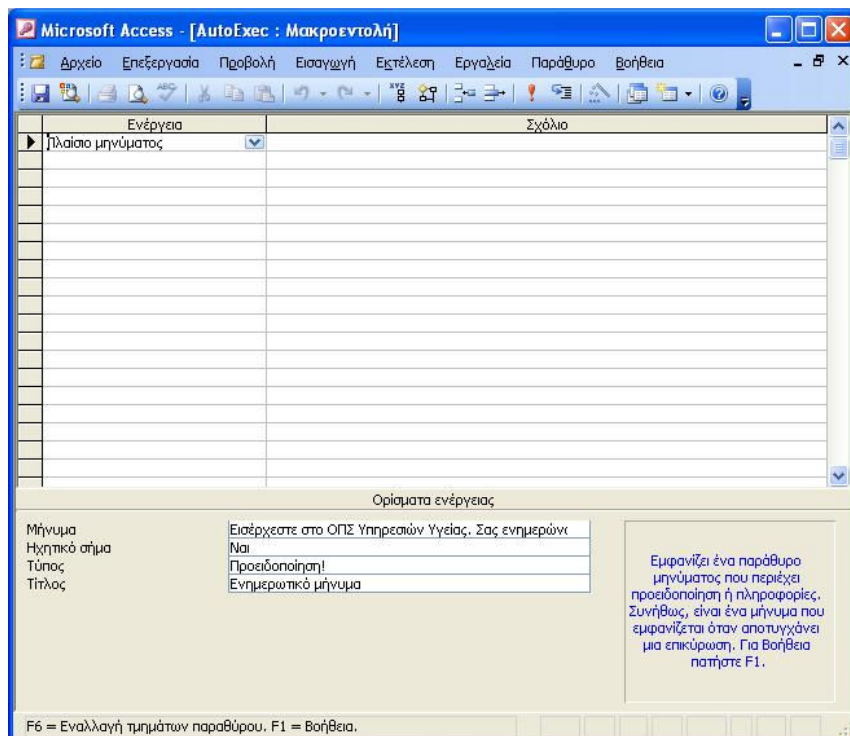 Microsoft Access - [AutoExec : Μακροεντολή]
Αρχείο Επεξεργασία Προβολή Εισαγωγή Εκτέλεση Εργαλεία Παράθυρο Βοήθεια
Ενέργεια Σχόλιο
Πλαίσιο μηνύματος
Ορίσματα ενέργειας
Μήνυμα Εισέρχεστε στο ΟΠΣ Υπηρεσιών Υγείας. Σας ενημερώνο
Ηχητικό σήμα Ναι
Τύπος Προειδοποίηση!
Τίτλος Ενημερωτικό μήνυμα
Εμφανίζει ένα παράθυρο
μηνύματος που περιέχει
προειδοποίηση ή πληροφορίες.
Συνήθως, είναι ένα μήνυμα που
εμφανίζεται όταν αποτυγχάνει
μια επικύρωση. Για Βοήθεια
πατήστε F1.
F6 = Εναλλαγή τμημάτων παραθύρου. F1 = Βοήθεια.